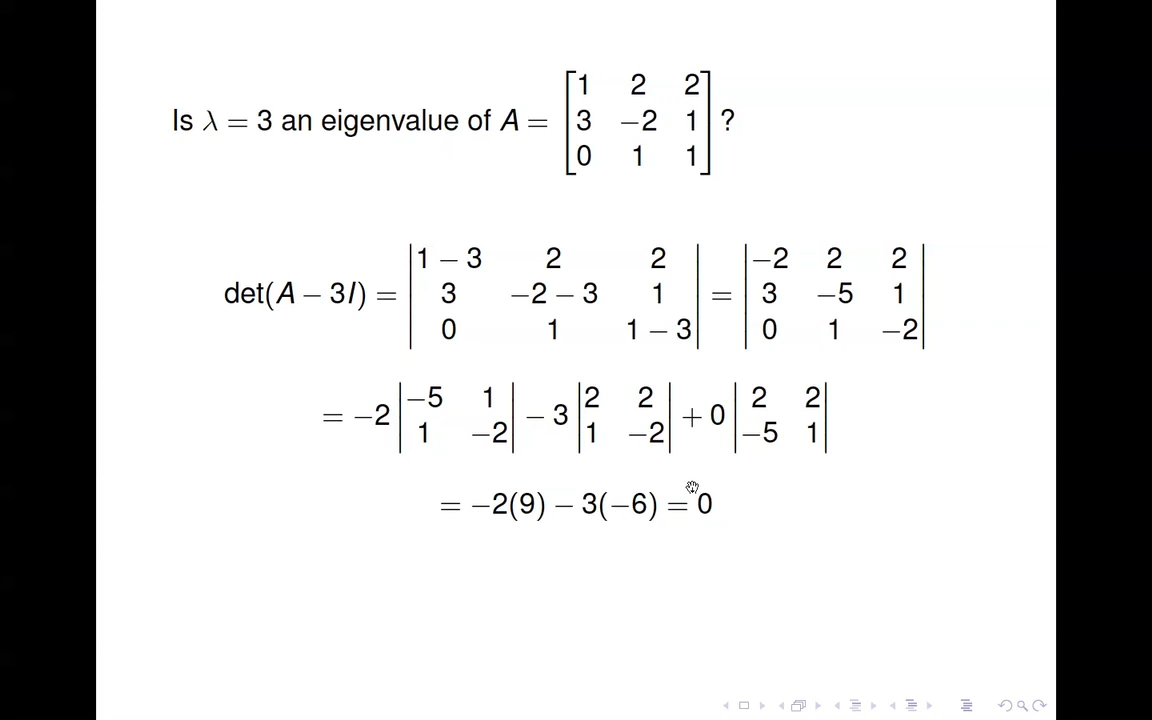 Is λ = 3 an eigenvalue of A = [1 2 2; 3 −2 1; 0 1 1] ?
det(A − 3I) = |1 − 3 2 2; 3 −2 − 3 1; 0 1 1 − 3| = |−2 2 2; 3 −5 1; 0 1 −2|
= −2 |−5 1; 1 −2| − 3 |2 2; 1 −2| + 0 |2 2; −5 1|
= −2(9) − 3(−6) = 0